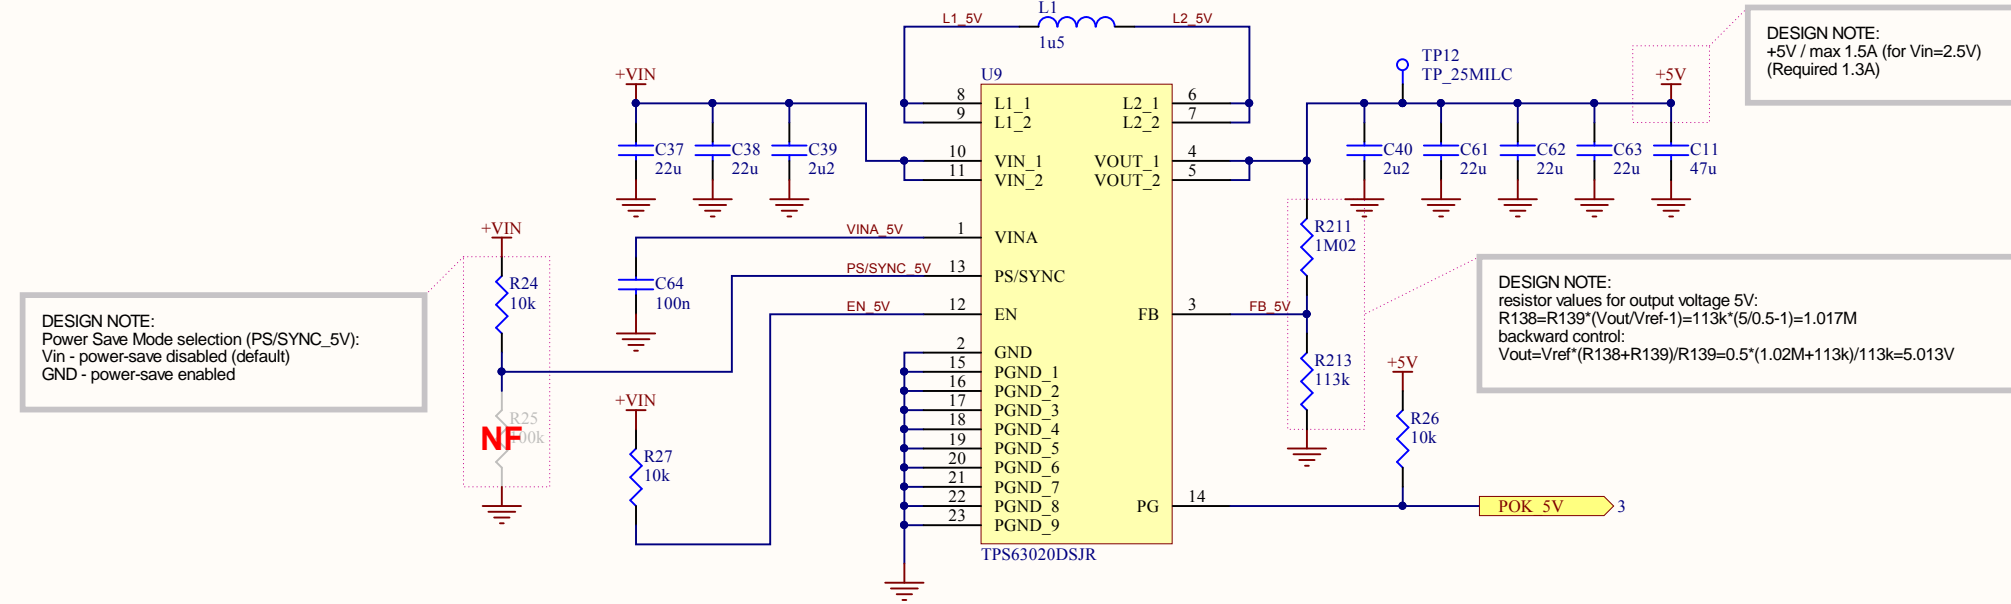 L1
L1_5V
L2_5V
1u5
DESIGN NOTE:
+5V / max 1.5A (for Vin=2.5V)
(Required 1.3A)
TP12
TP_25MILC
+5V
+VIN
U9
8
L1_1
9
L1_2
L2_1
6
L2_2
7
C37
22u
C38
22u
C39
2u2
10
VIN_1
11
VIN_2
VOUT_1
4
VOUT_2
5
C40
2u2
C61
22u
C62
22u
C63
22u
C11
47u
+VIN
VINA_5V
1
VINA
R211
1M02
PS/SYNC_5V
13
PS/SYNC
R24
10k
C64
100n
EN_5V
12
EN
FB
3
FB_5V
DESIGN NOTE:
resistor values for output voltage 5V:
R138=R139*(Vout/Vref-1)=113k*(5/0.5-1)=1.017M
backward control:
Vout=Vref*(R138+R139)/R139=0.5*(1.02M+113k)/113k=5.013V
DESIGN NOTE:
Power Save Mode selection (PS/SYNC_5V):
Vin - power-save disabled (default)
GND - power-save enabled
2
GND
15
PGND_1
16
PGND_2
17
PGND_3
18
PGND_4
19
PGND_5
20
PGND_6
21
PGND_7
22
PGND_8
23
PGND_9
R213
113k
+5V
R26
10k
+VIN
R25
NF
R27
10k
PG
14
POK_5V
3
TPS63020DSJR